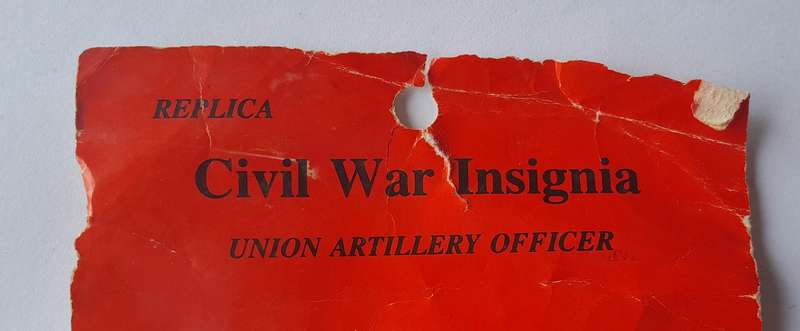 REPLICA
Civil War Insignia
UNION ARTILLERY OFFICER